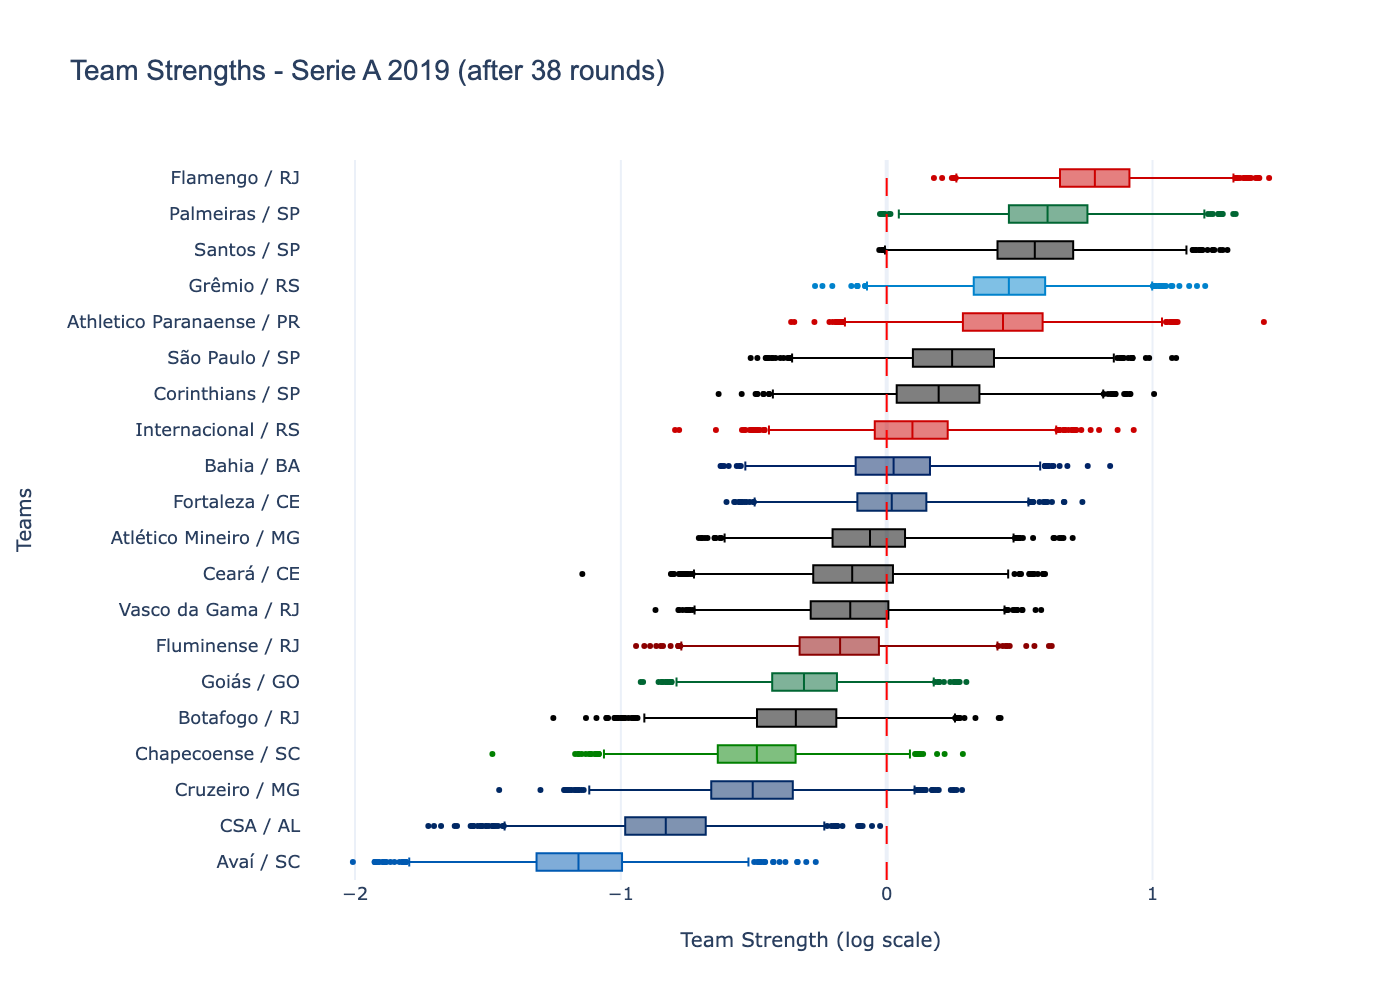 Team Strengths - Serie A 2019 (after 38 rounds)
Flamengo / RJ
Palmeiras / SP
Santos / SP
Grêmio / RS
Athletico Paranaense / PR
São Paulo / SP
Corinthians / SP
Internacional / RS
Bahia / BA
Fortaleza / CE
Atlético Mineiro / MG
Ceará / CE
Vasco da Gama / RJ
Fluminense / RJ
Goiás / GO
Botafogo / RJ
Chapecoense / SC
Cruzeiro / MG
CSA / AL
Avaí / SC
Teams
−2 −1 0 1
Team Strength (log scale)